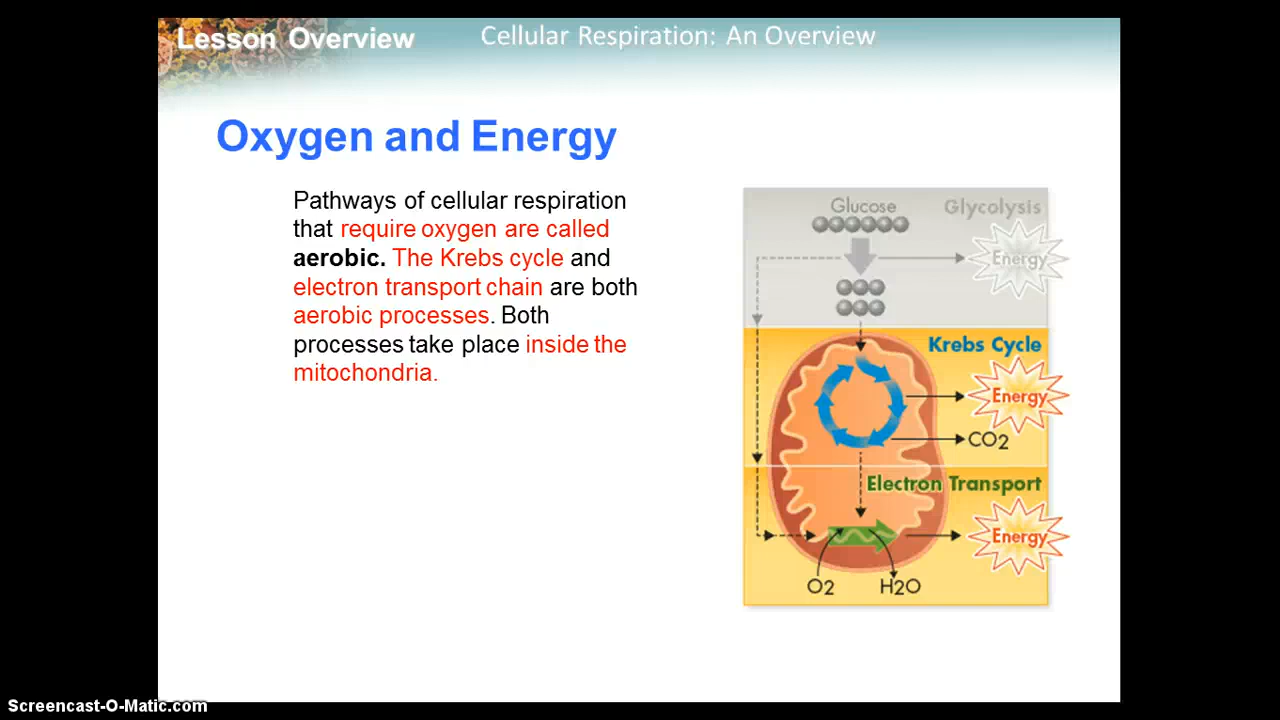 Lesson Overview
Cellular Respiration: An Overview
Oxygen and Energy
Pathways of cellular respiration
that require oxygen are called
aerobic. The Krebs cycle and
electron transport chain are both
aerobic processes. Both
processes take place inside the
mitochondria.
Glucose
Glycolysis
Energy
Krebs Cycle
Energy
CO2
Electron Transport
Energy
O2
H2O
Screencast-O-Matic.com